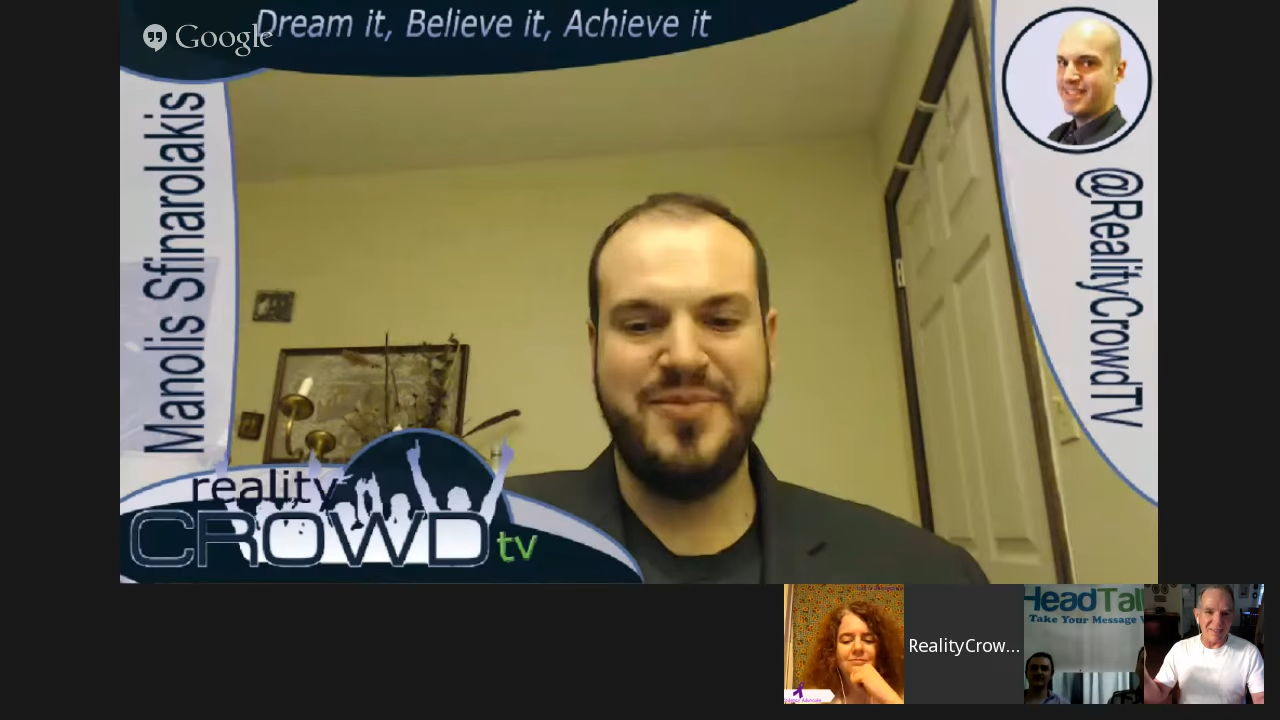 Google
Dream it, Believe it, Achieve it
Manolis Sfinarolakis
@RealityCrowdTV
reality
CROWD
tv
RealityCrow...
HeadTal
Take Your Message